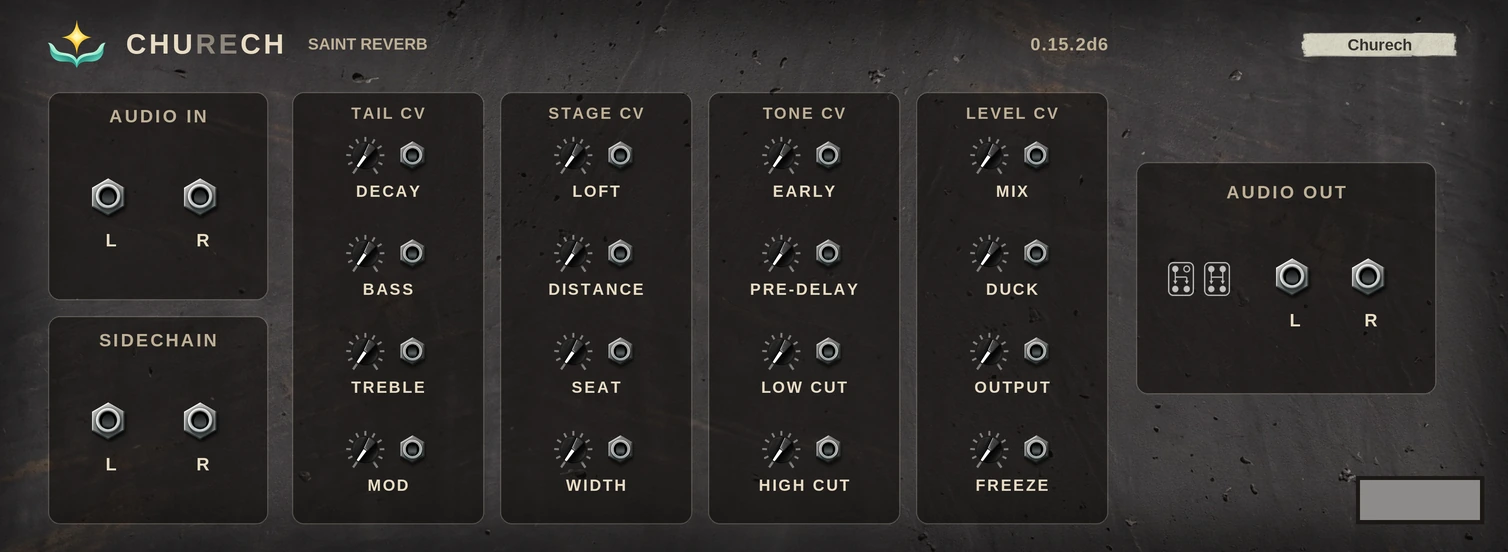 CHURECH SAINT REVERB 0.15.2d6 Churech
AUDIO IN
L R
SIDECHAIN
L R
TAIL CV
DECAY
BASS
TREBLE
MOD
STAGE CV
LOFT
DISTANCE
SEAT
WIDTH
TONE CV
EARLY
PRE-DELAY
LOW CUT
HIGH CUT
LEVEL CV
MIX
DUCK
OUTPUT
FREEZE
AUDIO OUT
L R